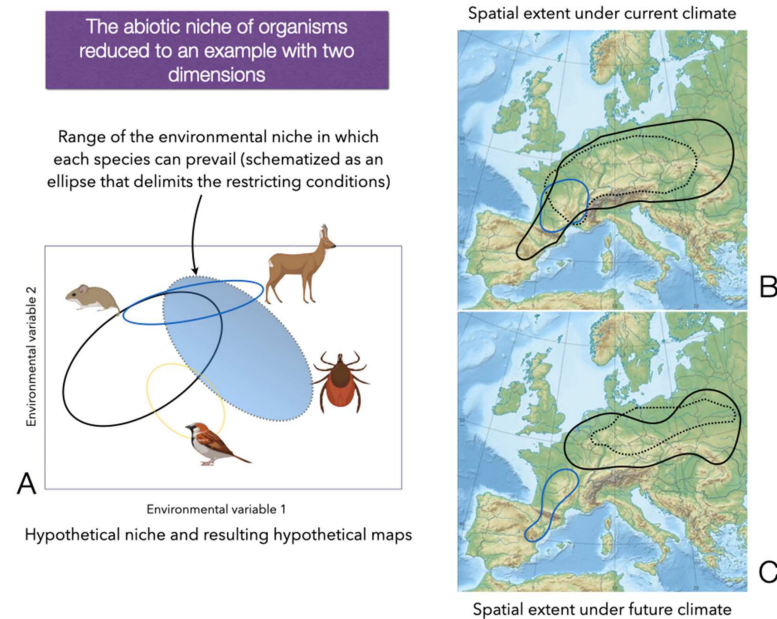 The abiotic niche of organisms
reduced to an example with two
dimensions
Range of the environmental niche in which
each species can prevail (schematized as an
ellipse that delimits the restricting conditions)
Environmental variable 2
A
Environmental variable 1
Hypothetical niche and resulting hypothetical maps
Spatial extent under current climate
B
C
Spatial extent under future climate